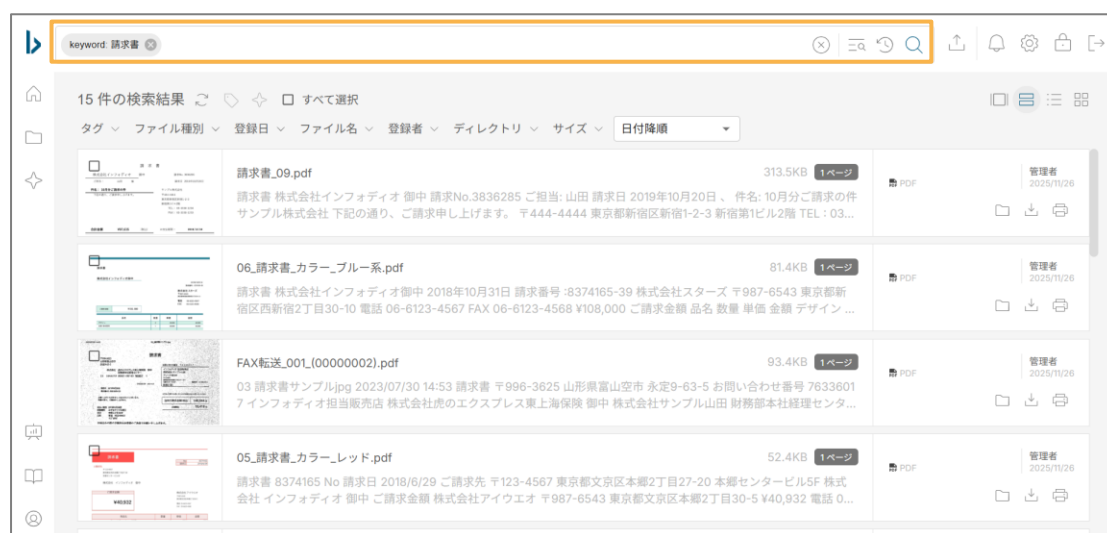 keyword: 請求書
15 件の検索結果 すべて選択
タグ ファイル種別 登録日 ファイル名 登録者 ディレクトリ サイズ 日付降順
請求書_09.pdf 313.5KB 1ページ
請求書 株式会社インフォディオ 御中 請求No.3836285 ご担当: 山田 請求日 2019年10月20日 、 件名: 10月分ご請求の件
サンプル株式会社 下記の通り、ご請求申し上げます。 〒444-4444 東京都新宿区新宿1-2-3 新宿第1ビル2階 TEL : 03...
PDF
管理者
2025/11/26
06_請求書_カラー_ブルー系.pdf 81.4KB 1ページ
請求書 株式会社インフォディオ御中 2018年10月31日 請求番号 :8374165-39 株式会社スターズ 〒987-6543 東京都新
宿区西新宿2丁目30-10 電話 06-6123-4567 FAX 06-6123-4568 ¥108,000 ご請求金額 品名 数量 単価 金額 デザイン ...
PDF
管理者
2025/11/26
請求書
FAX転送_001_(00000002).pdf 93.4KB 1ページ
03 請求書サンプルjpg 2023/07/30 14:53 請求書 〒996-3625 山形県富山空市 永定9-63-5 お問い合わせ番号 7633601
7 インフォディオ担当販売店 株式会社虎のエクスプレス東上海保険 御中 株式会社サンプル山田 財務部本社経理センタ...
PDF
管理者
2025/11/26
請求書
¥40,932
05_請求書_カラー_レッド.pdf 52.4KB 1ページ
請求書 8374165 No 請求日 2018/6/29 ご請求先 〒123-4567 東京都文京区本郷2丁目27-20 本郷センタービル5F 株式
会社 インフォディオ 御中 ご請求金額 株式会社アイウエオ 〒987-6543 東京都文京区本郷2丁目30-5 ¥40,932 電話 0...
PDF
管理者
2025/11/26